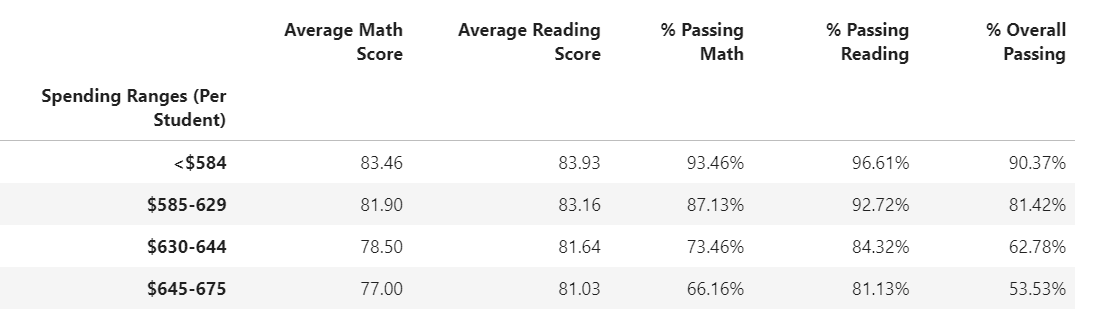 Average Math Score Average Reading Score % Passing Math % Passing Reading % Overall Passing
Spending Ranges (Per Student)
<$584 83.46 83.93 93.46% 96.61% 90.37%
$585-629 81.90 83.16 87.13% 92.72% 81.42%
$630-644 78.50 81.64 73.46% 84.32% 62.78%
$645-675 77.00 81.03 66.16% 81.13% 53.53%